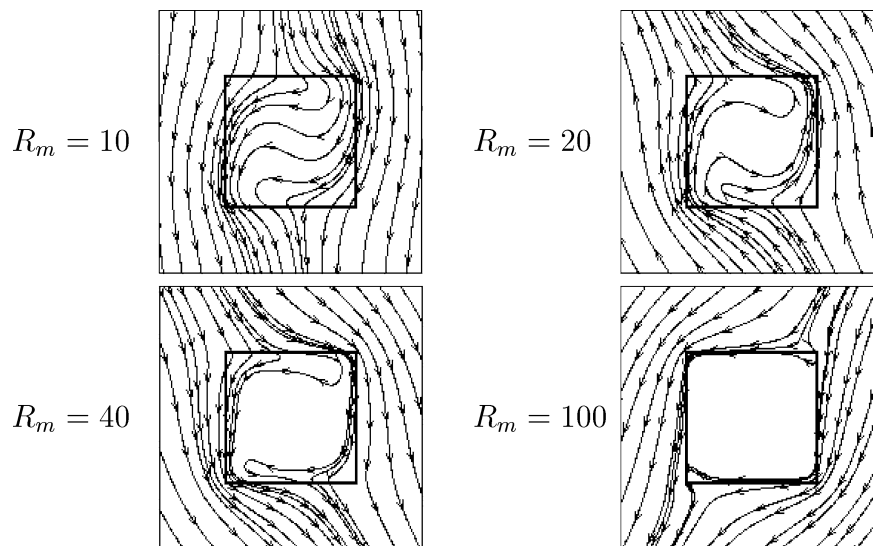 R_m = 10
R_m = 20
R_m = 40
R_m = 100